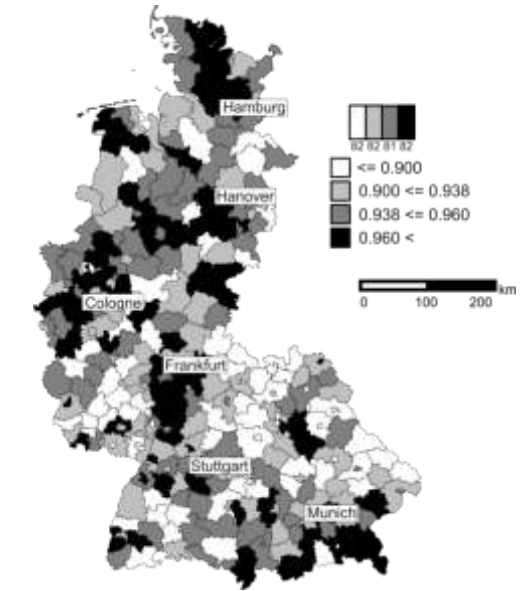 Hamburg
82 82 81 82
<= 0.900
Hanover
0.900 <= 0.938
0.938 <= 0.960
0.960 <
km
0 100 200
Cologne
Frankfurt
Stuttgart
Munich